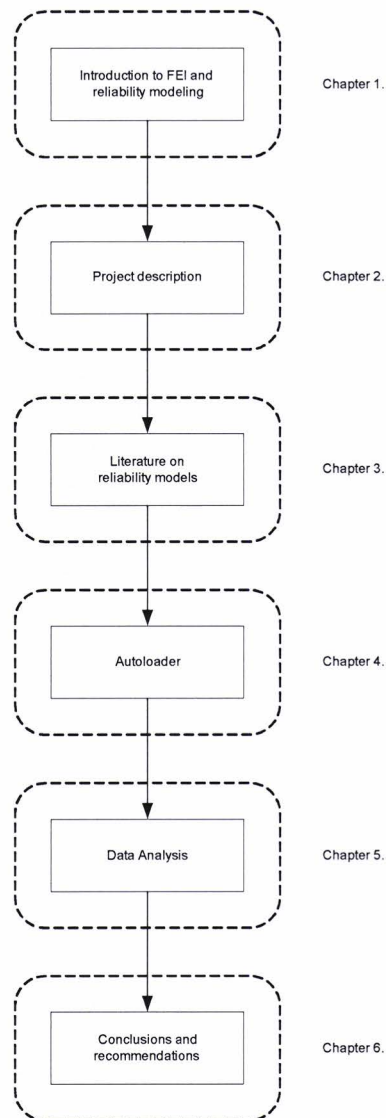 Introduction to FEI and
reliability modeling
Chapter 1.
Project description
Chapter 2.
Literature on
reliability models
Chapter 3.
Autoloader
Chapter 4.
Data Analysis
Chapter 5.
Conclusions and
recommendations
Chapter 6.